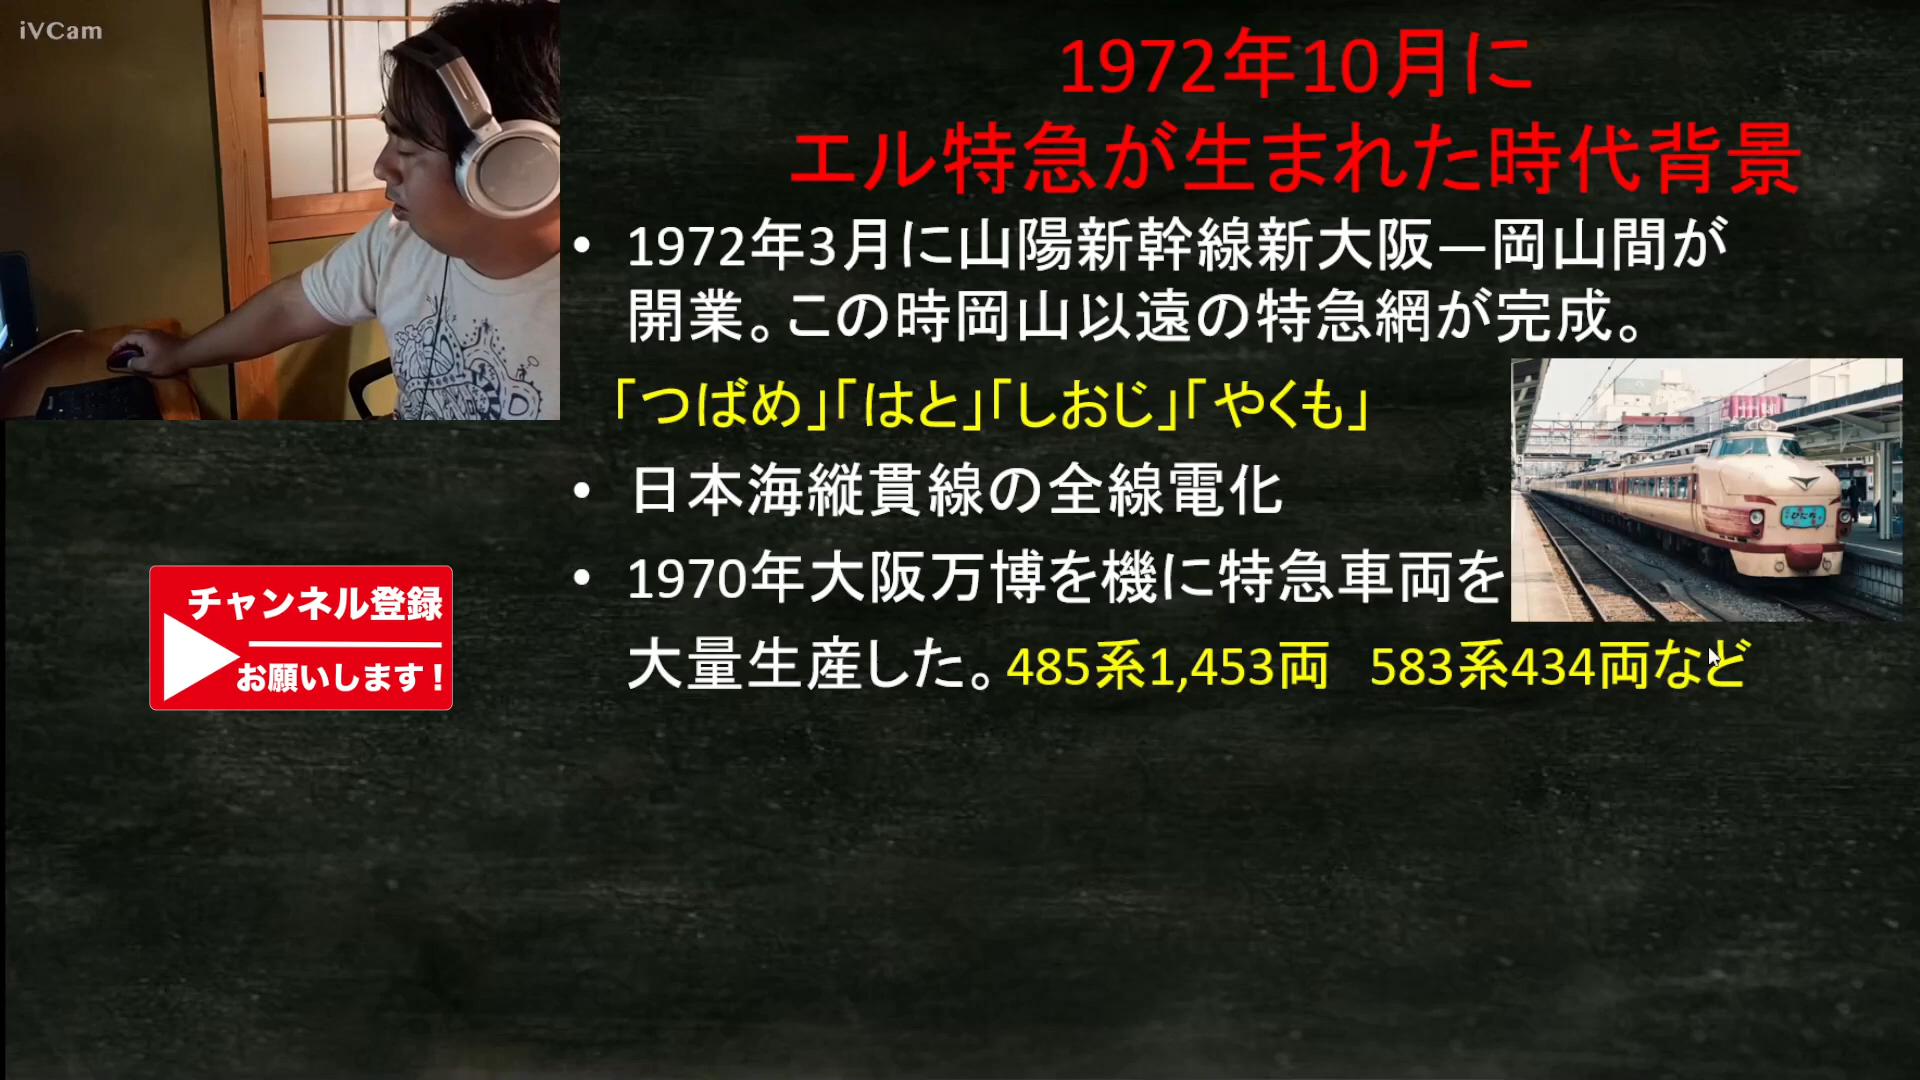 iVCam
1972年10月に
エル特急が生まれた時代背景
• 1972年3月に山陽新幹線新大阪―岡山間が
開業。この時岡山以遠の特急網が完成。
「つばめ」「はと」「しおじ」「やくも」
• 日本海縦貫線の全線電化
• 1970年大阪万博を機に特急車両を
大量生産した。485系1,453両 583系434両など
ひたち
チャンネル登録
お願いします!